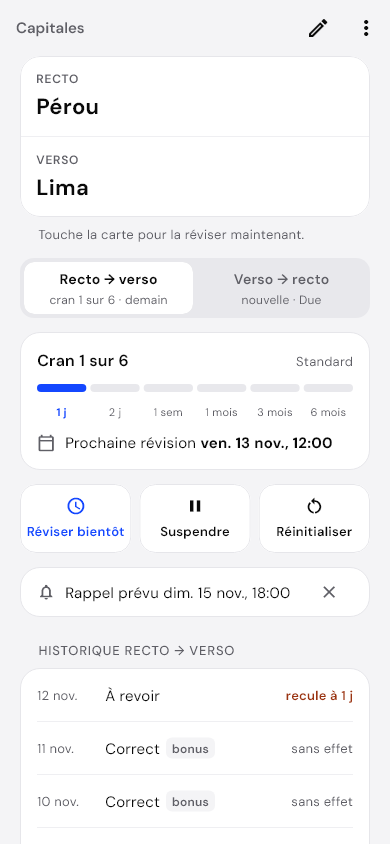 Capitales
RECTO
Pérou
VERSO
Lima
Touche la carte pour la réviser maintenant.
Recto → verso
cran 1 sur 6 · demain
Verso → recto
nouvelle · Due
Cran 1 sur 6
Standard
1 j
2 j
1 sem
1 mois
3 mois
6 mois
Prochaine révision ven. 13 nov., 12:00
Réviser bientôt
Suspendre
Réinitialiser
Rappel prévu dim. 15 nov., 18:00
HISTORIQUE RECTO → VERSO
12 nov. À revoir recule à 1 j
11 nov. Correct bonus sans effet
10 nov. Correct bonus sans effet